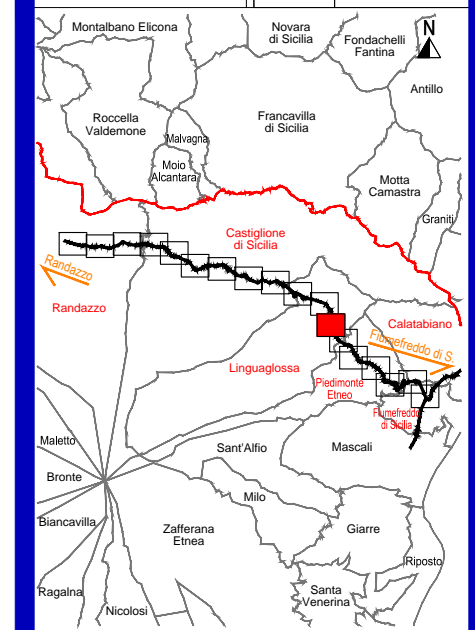 Montalbano Elicona
Novara
di Sicilia
Fondachelli
Fantina
N
Antillo
Roccella
Valdemone
Malvagna
Francavilla
di Sicilia
Moio
Alcantara
Motta
Camastra
Graniti
Castiglione
di Sicilia
Randazzo
Randazzo
Calatabiano
Fiumefreddo di S.
Linguaglossa
Piedimonte
Etneo
Fiumefreddo
di Sicilia
Maletto
Sant'Alfio
Mascali
Bronte
Milo
Biancavilla
Zafferana
Etnea
Giarre
Riposto
Ragalna
Santa
Venerina
Nicolosi